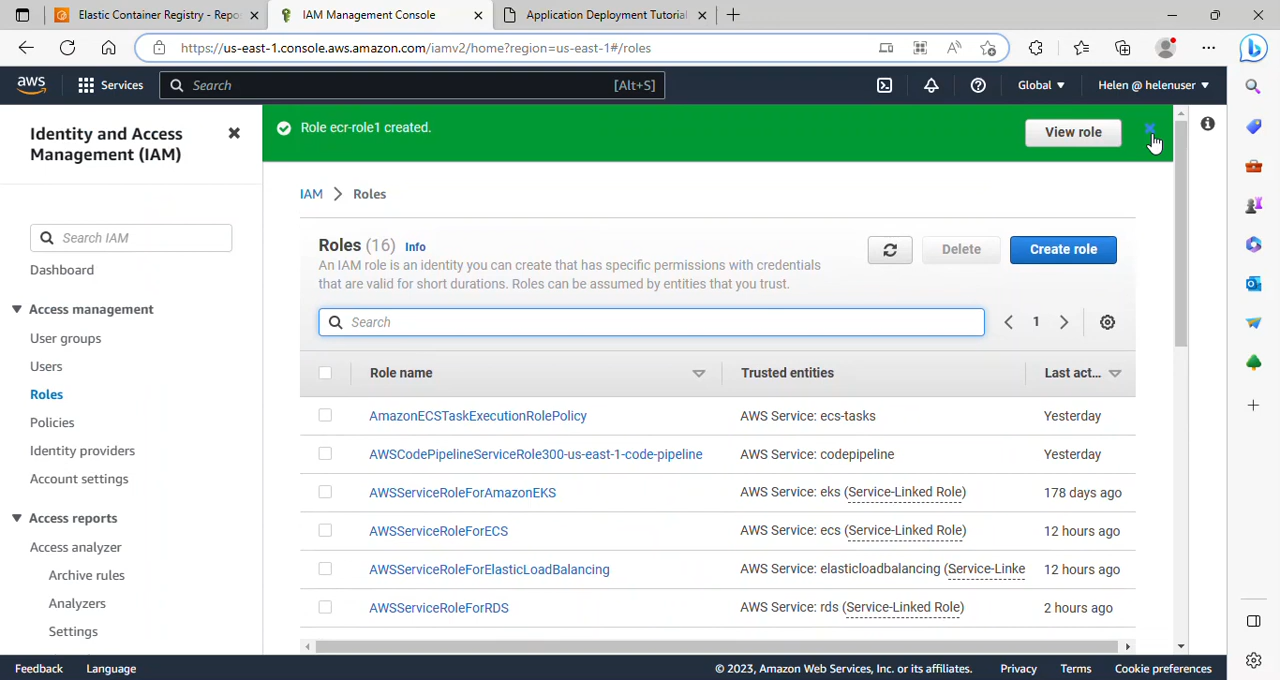 Elastic Container Registry - Repo
IAM Management Console
Application Deployment Tutorial
https://us-east-1.console.aws.amazon.com/iamv2/home?region=us-east-1#/roles
aws
Services
Search
[Alt+S]
Global
Helen @ helenuser
Identity and Access
Management (IAM)
Search IAM
Dashboard
Access management
User groups
Users
Roles
Policies
Identity providers
Account settings
Access reports
Access analyzer
Archive rules
Analyzers
Settings
Role ecr-role1 created.
View role
IAM > Roles
Roles (16) Info
An IAM role is an identity you can create that has specific permissions with credentials
that are valid for short durations. Roles can be assumed by entities that you trust.
Delete
Create role
Search
1
Role name Trusted entities Last act...
AmazonECSTaskExecutionRolePolicy AWS Service: ecs-tasks Yesterday
AWSCodePipelineServiceRole300-us-east-1-code-pipeline AWS Service: codepipeline Yesterday
AWSServiceRoleForAmazonEKS AWS Service: eks (Service-Linked Role) 178 days ago
AWSServiceRoleForECS AWS Service: ecs (Service-Linked Role) 12 hours ago
AWSServiceRoleForElasticLoadBalancing AWS Service: elasticloadbalancing (Service-Linke 12 hours ago
AWSServiceRoleForRDS AWS Service: rds (Service-Linked Role) 2 hours ago
Feedback Language © 2023, Amazon Web Services, Inc. or its affiliates. Privacy Terms Cookie preferences